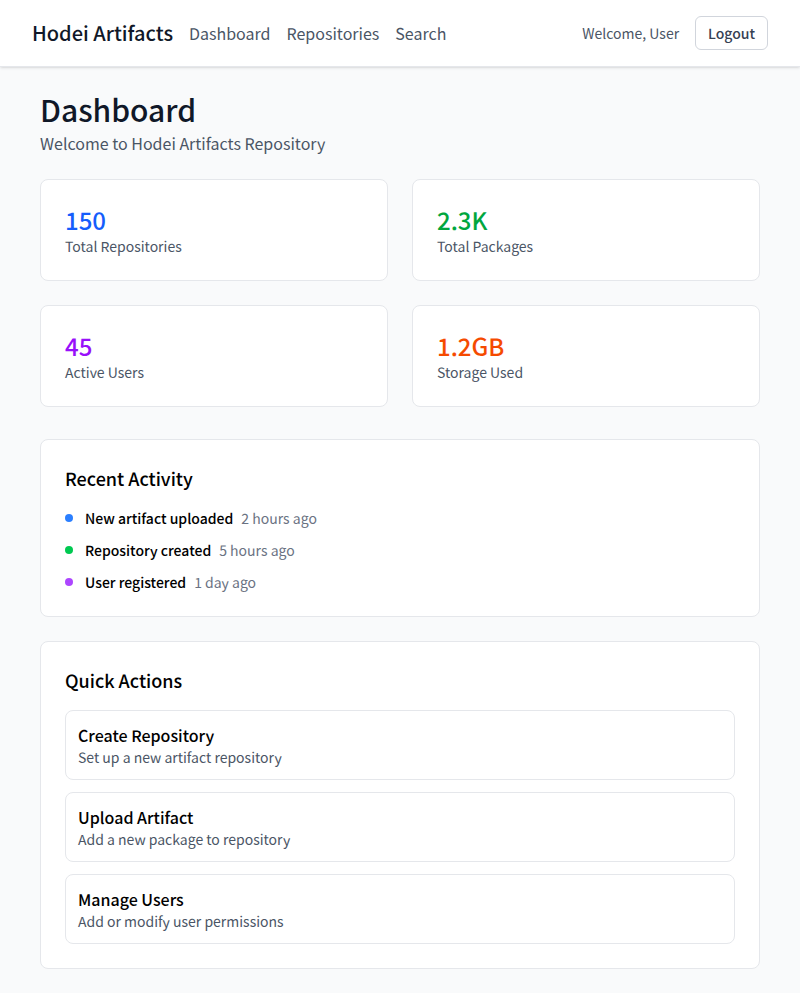 Hodei Artifacts Dashboard Repositories Search Welcome, User Logout
Dashboard
Welcome to Hodei Artifacts Repository
150
Total Repositories
2.3K
Total Packages
45
Active Users
1.2GB
Storage Used
Recent Activity
New artifact uploaded 2 hours ago
Repository created 5 hours ago
User registered 1 day ago
Quick Actions
Create Repository
Set up a new artifact repository
Upload Artifact
Add a new package to repository
Manage Users
Add or modify user permissions